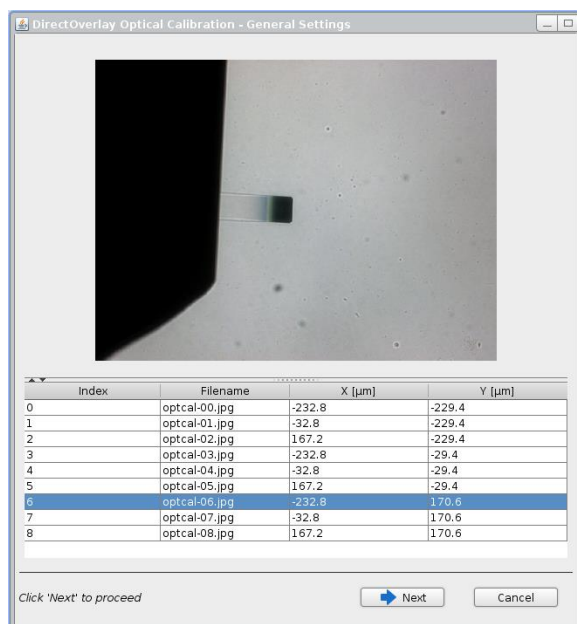 DirectOverlay Optical Calibration - General Settings
Index Filename X [µm] Y [µm]
0 optcal-00.jpg -232.8 -229.4
1 optcal-01.jpg -32.8 -229.4
2 optcal-02.jpg 167.2 -229.4
3 optcal-03.jpg -232.8 -29.4
4 optcal-04.jpg -32.8 -29.4
5 optcal-05.jpg 167.2 -29.4
6 optcal-06.jpg -232.8 170.6
7 optcal-07.jpg -32.8 170.6
8 optcal-08.jpg 167.2 170.6
Click 'Next' to proceed Next Cancel